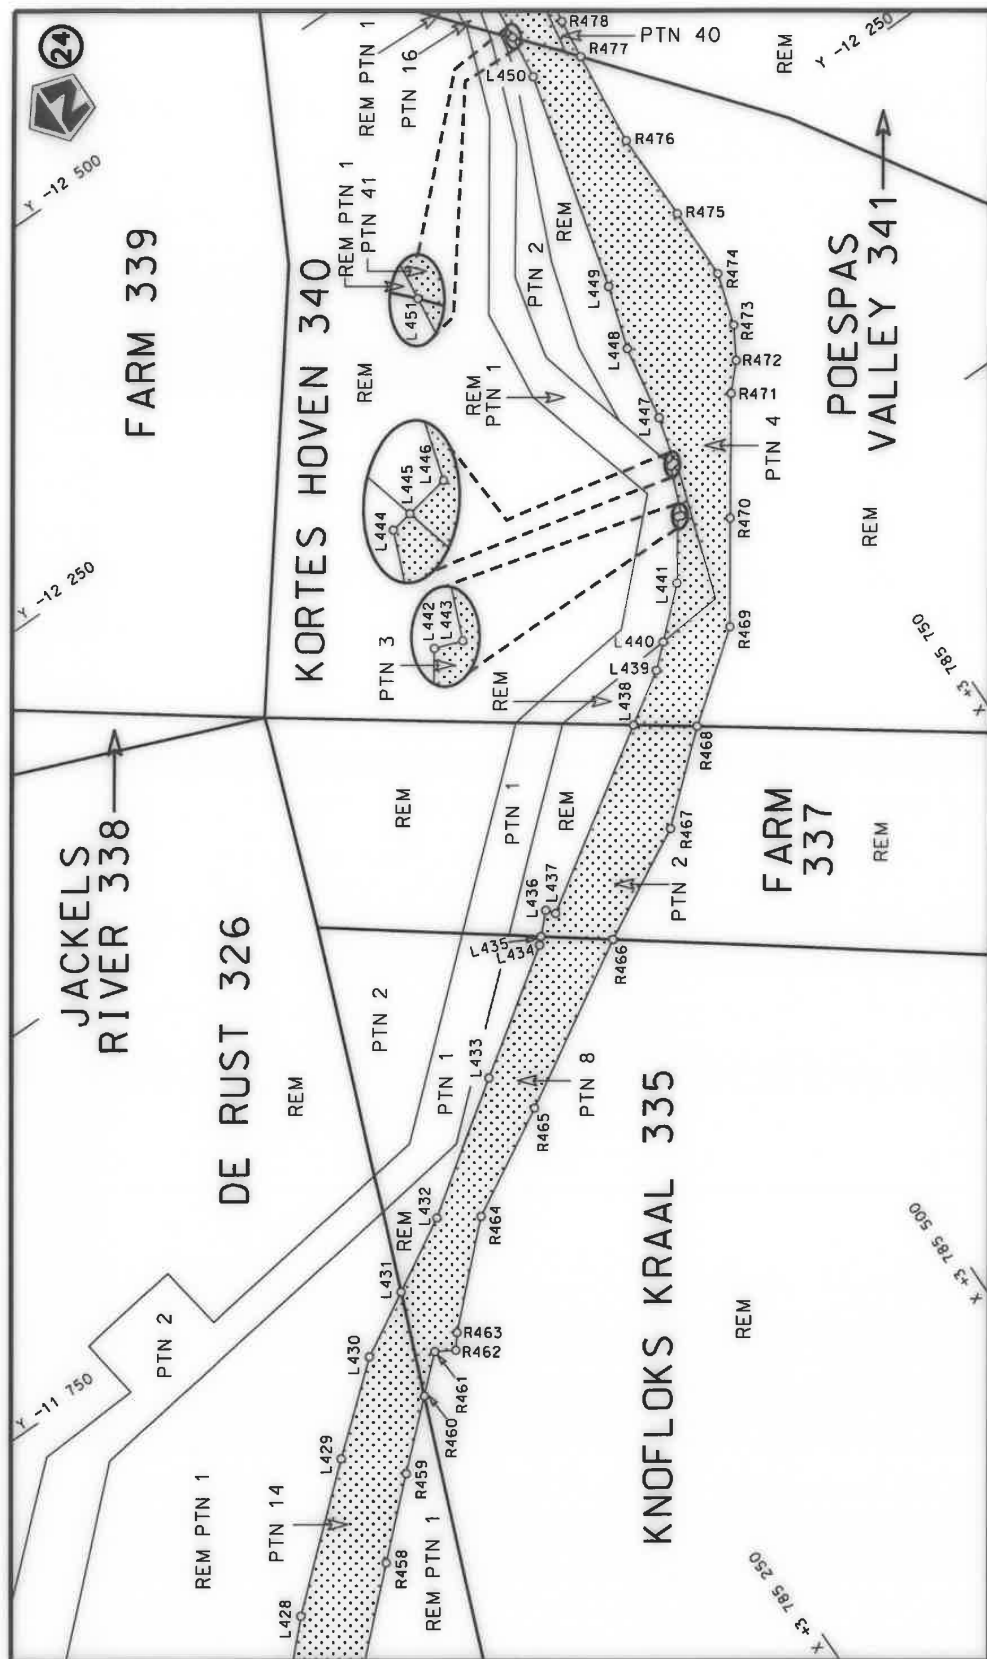 24
Y -12 500
FARM 339
KORTES HOVEN 340
REM PTN 1
PTN 16
REM PTN 1
PTN 41
L451
REM
PTN 2
REM
REM
PTN 1
L450
L449
L448
L447
R478
PTN 40
R477
REM
Y -12 250
R476
R475
R474
R473
R472
R471
PTN 4
R470
R469
POESPAS
VALLEY 341
REM
X +3 785 750
Y -12 250
L444
L445
L446
L442
L443
PTN 3
L441
L440
L439
L438
REM
R468
JACKELS
RIVER 338
REM
PTN 1
REM
L436
L437
L435
L434
R467
PTN 2
R466
FARM
337
REM
DE RUST 326
REM
PTN 2
PTN 1
L433
PTN 8
R465
L432
REM
R464
L431
KNOFLOKS KRAAL 335
REM
X +3 785 500
Y -11 750
PTN 2
L430
R463
R462
R461
R460
L429
R459
REM PTN 1
PTN 14
R458
REM PTN 1
L428
X +3 785 250